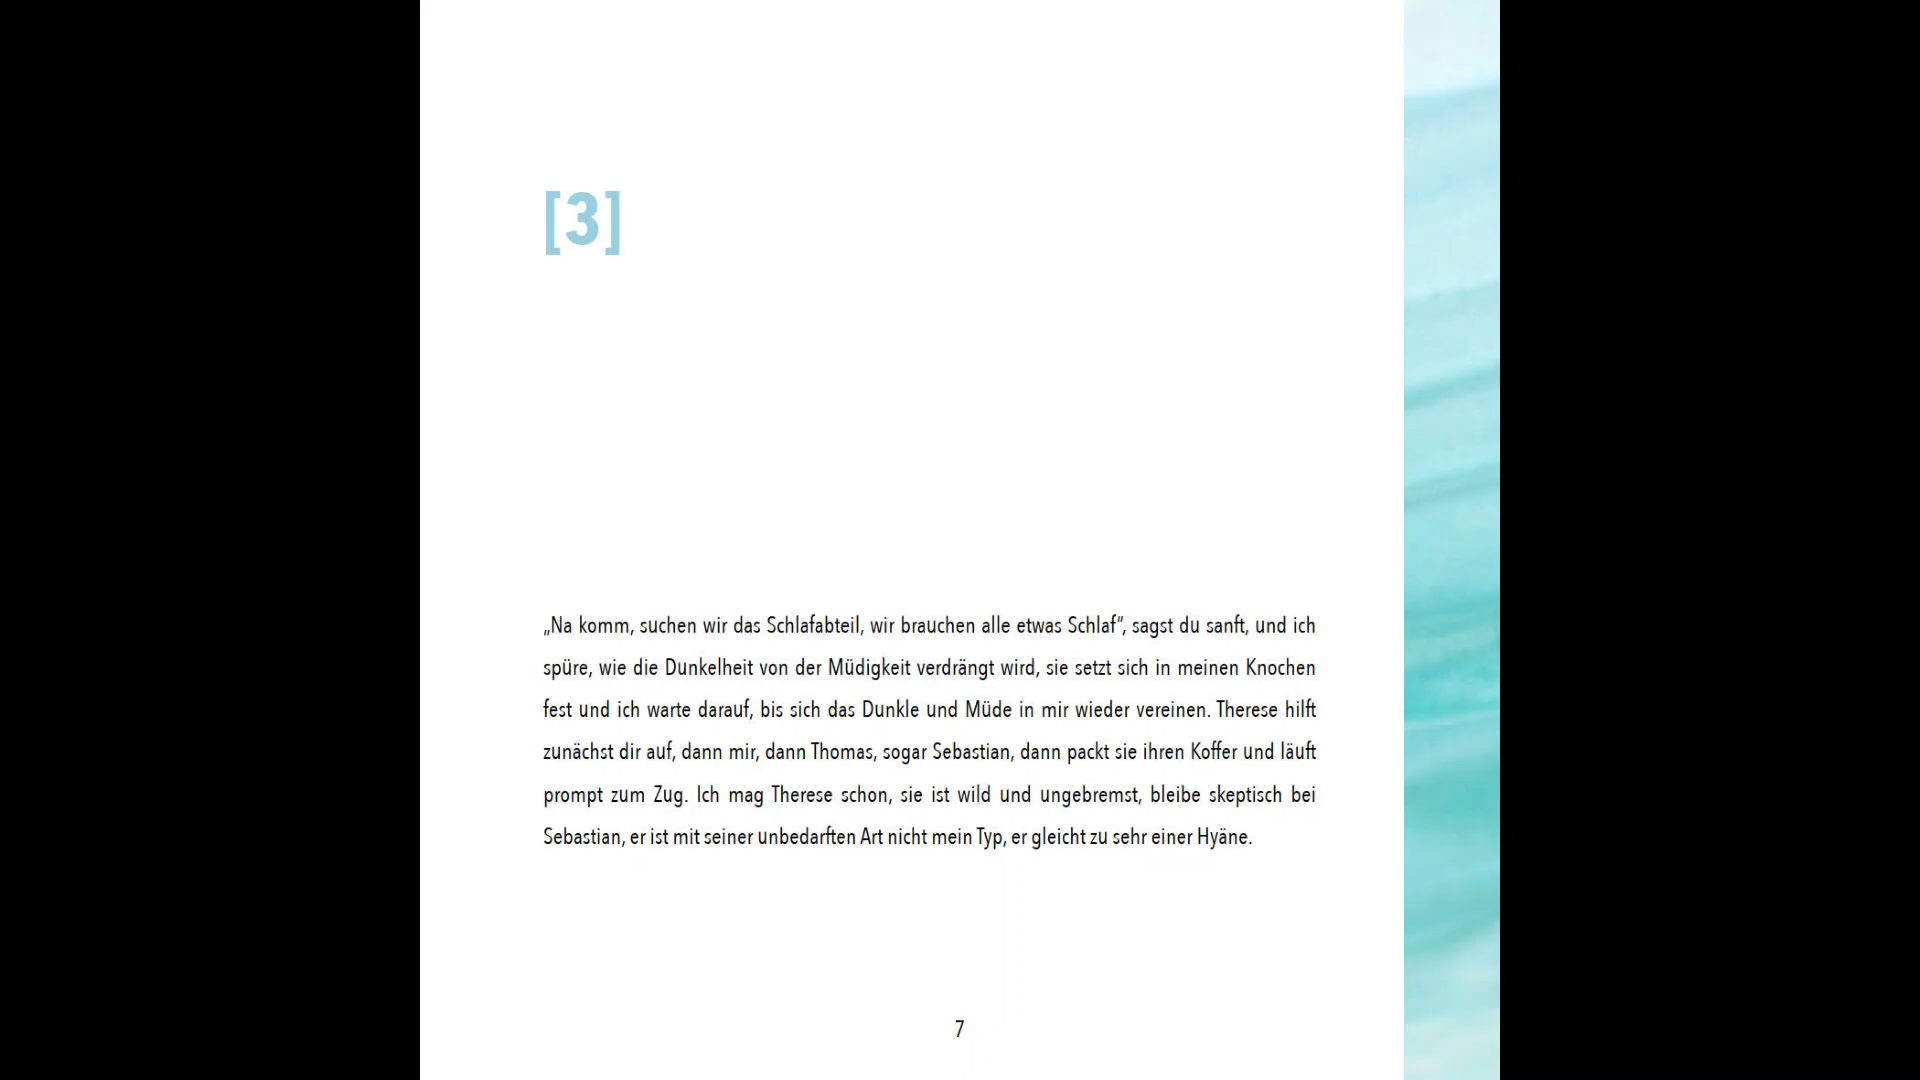 [3]
„Na komm, suchen wir das Schlafabteil, wir brauchen alle etwas Schlaf“, sagst du sanft, und ich
spüre, wie die Dunkelheit von der Müdigkeit verdrängt wird, sie setzt sich in meinen Knochen
fest und ich warte darauf, bis sich das Dunkle und Müde in mir wieder vereinen. Therese hilft
zunächst dir auf, dann mir, dann Thomas, sogar Sebastian, dann packt sie ihren Koffer und läuft
prompt zum Zug. Ich mag Therese schon, sie ist wild und ungebremst, bleibe skeptisch bei
Sebastian, er ist mit seiner unbedarften Art nicht mein Typ, er gleicht zu sehr einer Hyäne.
7